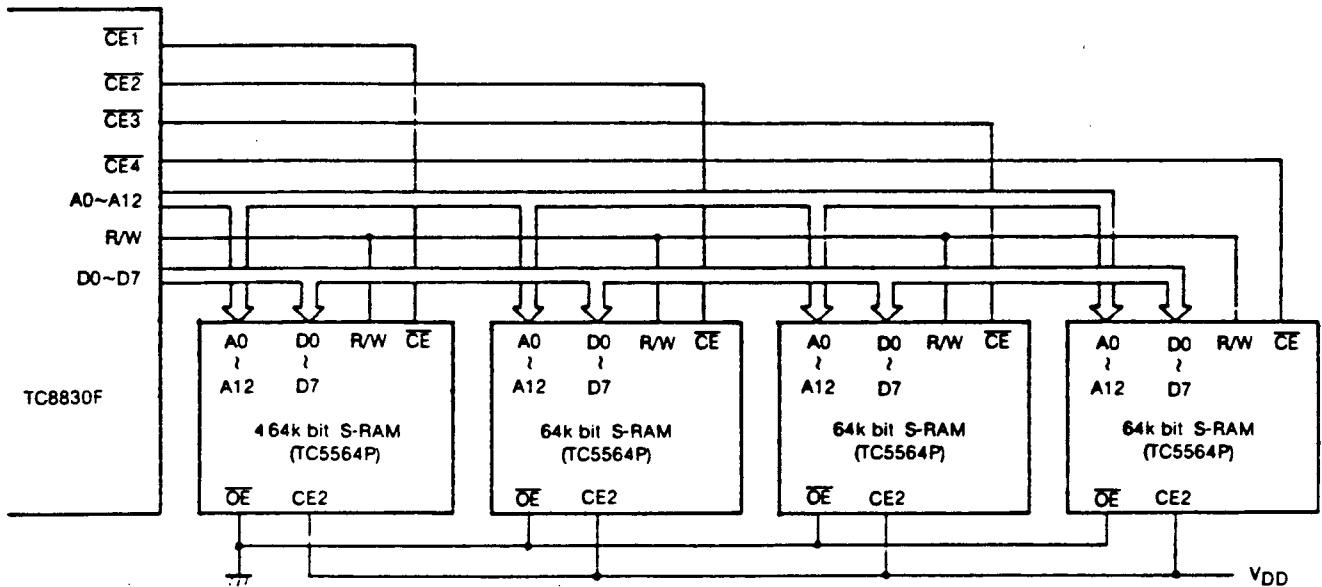 CE1
CE2
CE3
CE4
A0~A12
R/W
D0~D7
TC8830F
A0 D0 R/W CE
~ ~
A12 D7
4 64k bit S-RAM
(TC5564P)
OE CE2
A0 D0 R/W CE
~ ~
A12 D7
64k bit S-RAM
(TC5564P)
OE CE2
A0 D0 R/W CE
~ ~
A12 D7
64k bit S-RAM
(TC5564P)
OE CE2
A0 D0 R/W CE
~ ~
A12 D7
64k bit S-RAM
(TC5564P)
OE CE2
VDD